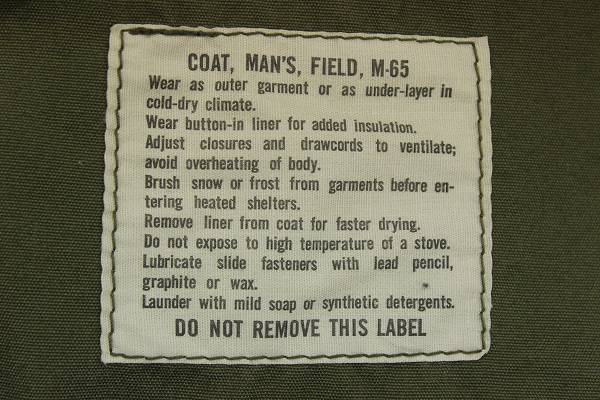 COAT, MAN'S, FIELD, M-65
Wear as outer garment or as under-layer in
cold-dry climate.
Wear button-in liner for added insulation.
Adjust closures and drawcords to ventilate;
avoid overheating of body.
Brush snow or frost from garments before en-
tering heated shelters.
Remove liner from coat for faster drying.
Do not expose to high temperature of a stove.
Lubricate slide fasteners with lead pencil,
graphite or wax.
Launder with mild soap or synthetic detergents.
DO NOT REMOVE THIS LABEL